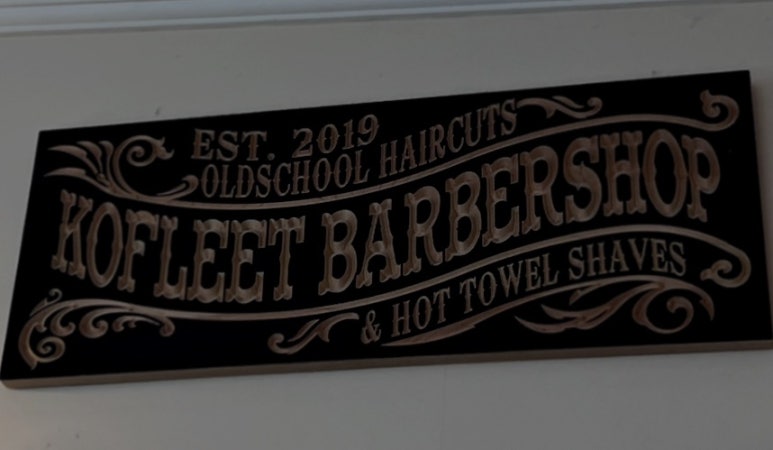 EST. 2019
OLDSCHOOL HAIRCUTS
KOFLEET BARBERSHOP
& HOT TOWEL SHAVES